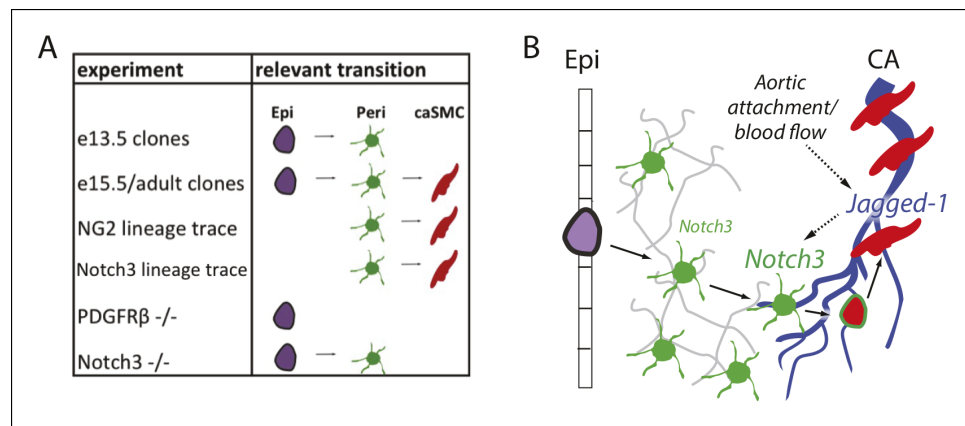 A
experiment relevant transition
Epi Peri caSMC
e13.5 clones
e15.5/adult clones
NG2 lineage trace
Notch3 lineage trace
PDGFRβ -/-
Notch3 -/-
B
Epi
CA
Aortic
attachment/
blood flow
Jagged-1
Notch3
Notch3